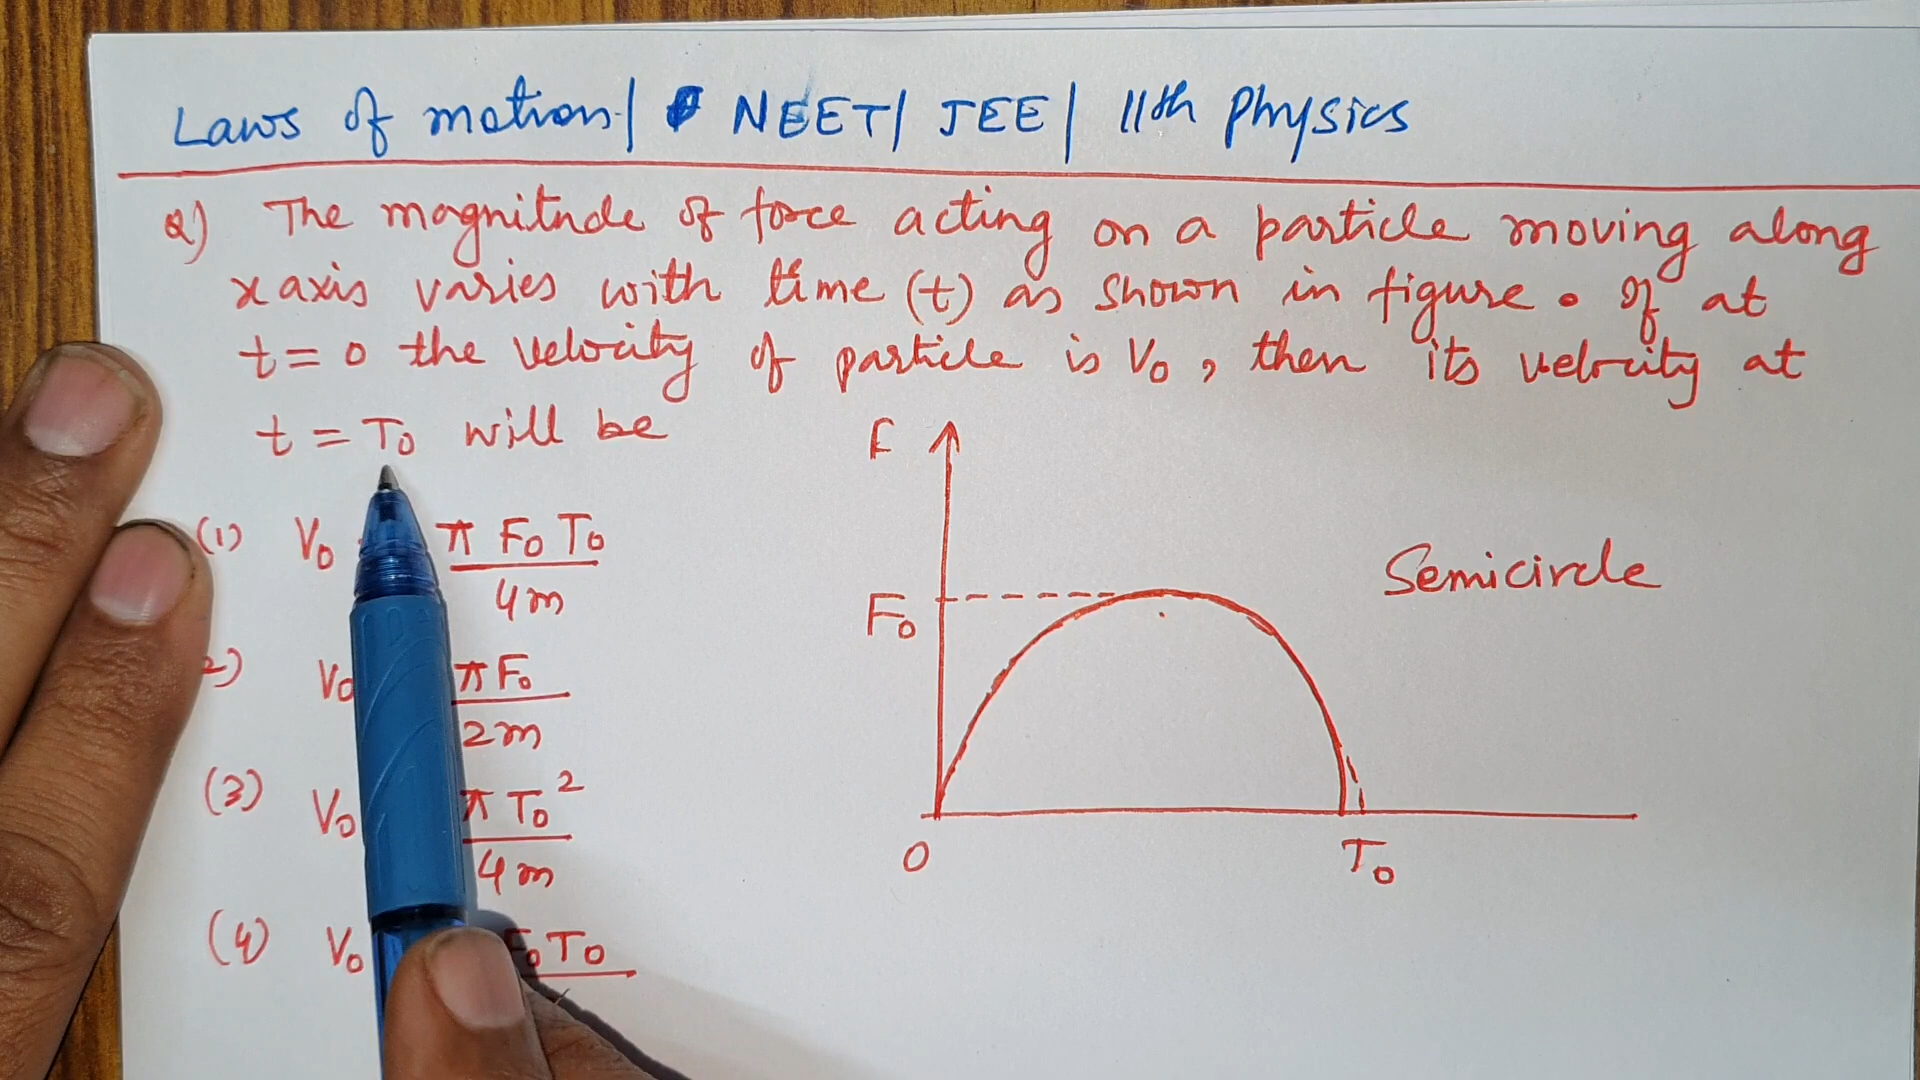 Laws of motion / NEET / JEE / 11th Physics
Q) The magnitude of force acting on a particle moving along
x axis varies with time (t) as shown in figure. If at
t = 0 the velocity of particle is V₀, then its velocity at
t = T₀ will be
(1) V₀ π F₀ T₀ / 4m
2) V₀ π F₀ / 2m
(3) V₀ π T₀² / 4m
(4) V₀ F₀ T₀
F
F₀
Semicircle
O
T₀